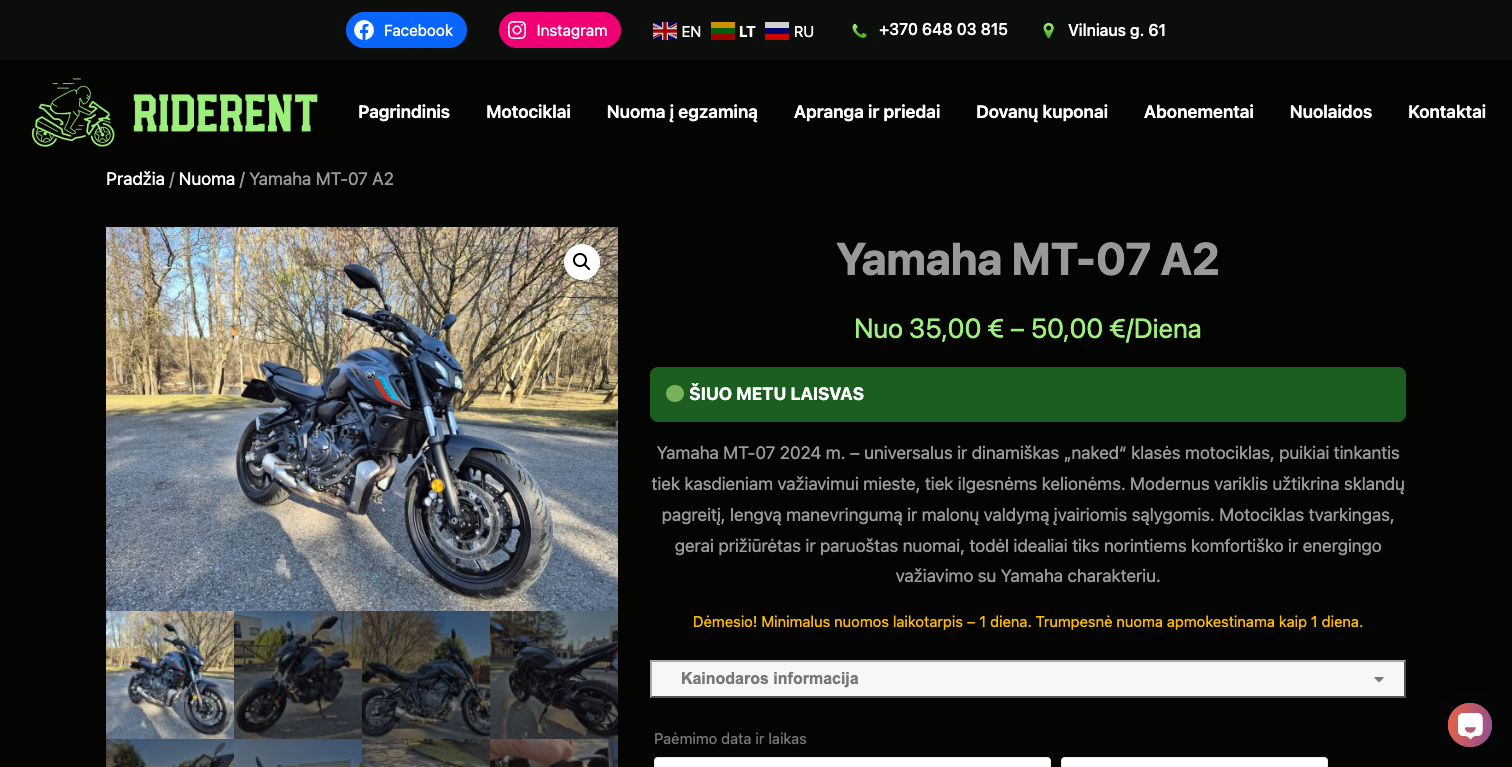 Facebook
Instagram
EN
LT
RU
+370 648 03 815
Vilniaus g. 61
RIDERENT
Pagrindinis
Motociklai
Nuoma į egzaminą
Apranga ir priedai
Dovanų kuponai
Abonementai
Nuolaidos
Kontaktai
Pradžia / Nuoma / Yamaha MT-07 A2
Yamaha MT-07 A2
Nuo 35,00 € – 50,00 €/Diena
ŠIUO METU LAISVAS
Yamaha MT-07 2024 m. – universalus ir dinamiškas „naked“ klasės motociklas, puikiai tinkantis
tiek kasdieniam važiavimui mieste, tiek ilgesnėms kelionėms. Modernus variklis užtikrina sklandų
pagreitį, lengvą manevringumą ir malonų valdymą įvairiomis sąlygomis. Motociklas tvarkingas,
gerai prižiūrėtas ir paruoštas nuomai, todėl idealiai tiks norintiems komfortiško ir energingo
važiavimo su Yamaha charakteriu.
Dėmesio! Minimalus nuomos laikotarpis – 1 diena. Trumpesnė nuoma apmokestinama kaip 1 diena.
Kainodaros informacija
Paėmimo data ir laikas